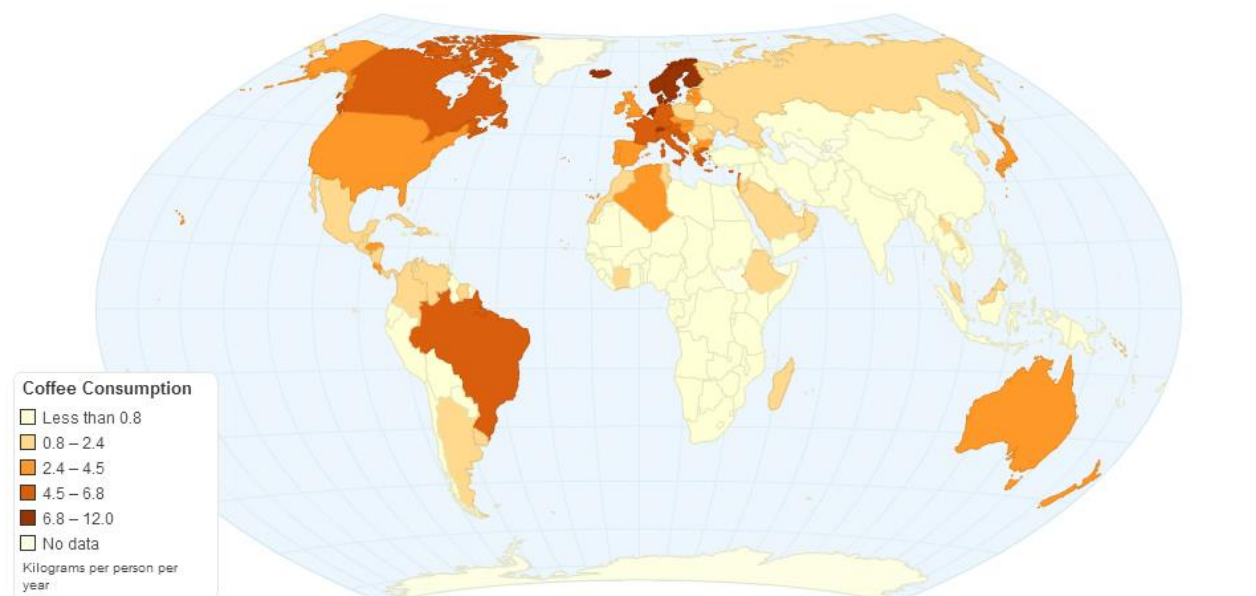 Coffee Consumption
Less than 0.8
0.8 – 2.4
2.4 – 4.5
4.5 – 6.8
6.8 – 12.0
No data
Kilograms per person per
year